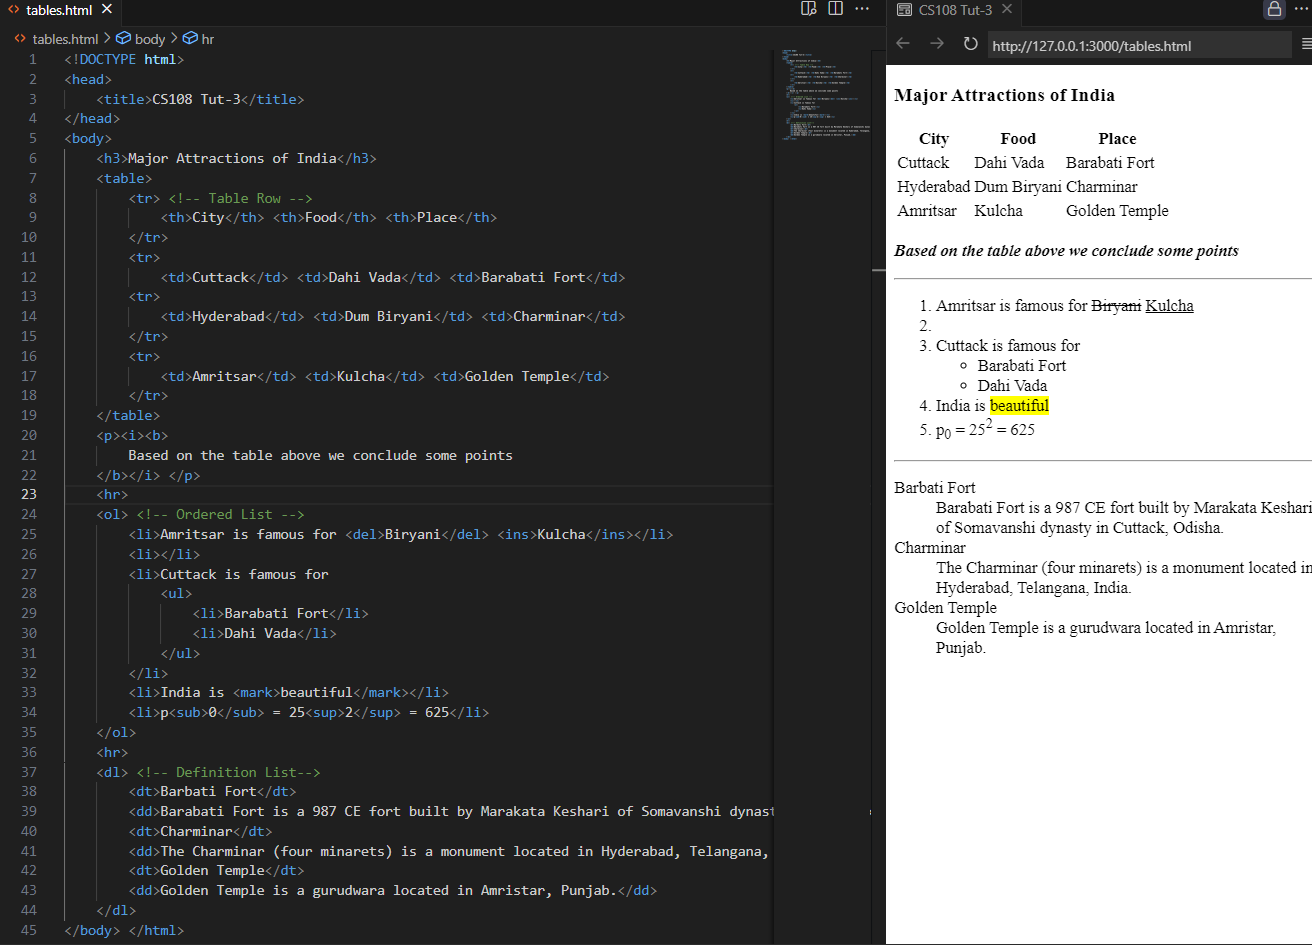 tables.html
tables.html > body > hr
1 <!DOCTYPE html>
2 <head>
3 <title>CS108 Tut-3</title>
4 </head>
5 <body>
6 <h3>Major Attractions of India</h3>
7 <table>
8 <tr> <!-- Table Row -->
9 <th>City</th> <th>Food</th> <th>Place</th>
10 </tr>
11 <tr>
12 <td>Cuttack</td> <td>Dahi Vada</td> <td>Barabati Fort</td>
13 <tr>
14 <td>Hyderabad</td> <td>Dum Biryani</td> <td>Charminar</td>
15 </tr>
16 <tr>
17 <td>Amritsar</td> <td>Kulcha</td> <td>Golden Temple</td>
18 </tr>
19 </table>
20 <p><i><b>
21 Based on the table above we conclude some points
22 </b></i> </p>
23 <hr>
24 <ol> <!-- Ordered List -->
25 <li>Amritsar is famous for <del>Biryani</del> <ins>Kulcha</ins></li>
26 <li></li>
27 <li>Cuttack is famous for
28 <ul>
29 <li>Barabati Fort</li>
30 <li>Dahi Vada</li>
31 </ul>
32 </li>
33 <li>India is <mark>beautiful</mark></li>
34 <li>p<sub>0</sub> = 25<sup>2</sup> = 625</li>
35 </ol>
36 <hr>
37 <dl> <!-- Definition List-->
38 <dt>Barbati Fort</dt>
39 <dd>Barabati Fort is a 987 CE fort built by Marakata Keshari of Somavanshi dynast
40 <dt>Charminar</dt>
41 <dd>The Charminar (four minarets) is a monument located in Hyderabad, Telangana,
42 <dt>Golden Temple</dt>
43 <dd>Golden Temple is a gurudwara located in Amristar, Punjab.</dd>
44 </dl>
45 </body> </html>
CS108 Tut-3
http://127.0.0.1:3000/tables.html
Major Attractions of India
City Food Place
Cuttack Dahi Vada Barabati Fort
Hyderabad Dum Biryani Charminar
Amritsar Kulcha Golden Temple
Based on the table above we conclude some points
1. Amritsar is famous for Biryani Kulcha
2.
3. Cuttack is famous for
Barabati Fort
Dahi Vada
4. India is beautiful
5. p₀ = 25² = 625
Barbati Fort
Barabati Fort is a 987 CE fort built by Marakata Keshari
of Somavanshi dynasty in Cuttack, Odisha.
Charminar
The Charminar (four minarets) is a monument located in
Hyderabad, Telangana, India.
Golden Temple
Golden Temple is a gurudwara located in Amristar,
Punjab.